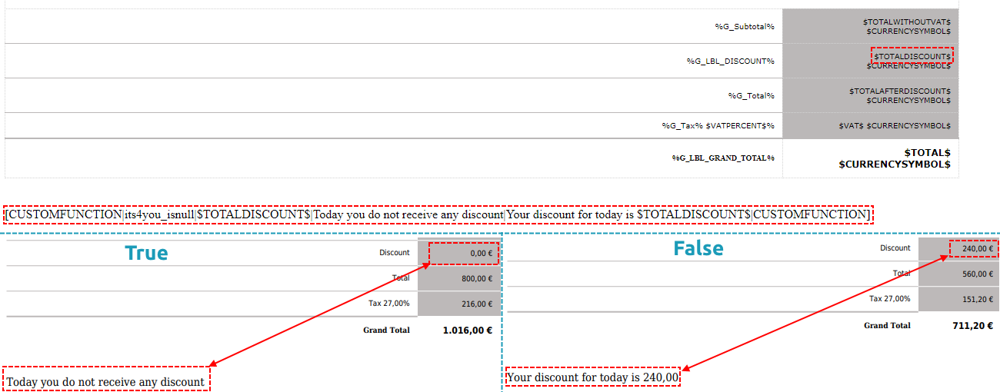 %G_Subtotal% $TOTALWITHOUTVAT$
$CURRENCYSYMBOL$
%G_LBL_DISCOUNT% $TOTALDISCOUNT$
$CURRENCYSYMBOL$
%G_Total% $TOTALAFTERDISCOUNT$
$CURRENCYSYMBOL$
%G_Tax% $VATPERCENT$% $VAT$ $CURRENCYSYMBOL$
%G_LBL_GRAND_TOTAL% $TOTAL$
$CURRENCYSYMBOL$
[CUSTOMFUNCTION|its4you_isnull|$TOTALDISCOUNT$|Today you do not receive any discount|Your discount for today is $TOTALDISCOUNT$|CUSTOMFUNCTION]
True
Discount 0,00 €
Total 800,00 €
Tax 27,00% 216,00 €
Grand Total 1.016,00 €
Today you do not receive any discount
False
Discount 240,00 €
Total 560,00 €
Tax 27,00% 151,20 €
Grand Total 711,20 €
Your discount for today is 240,00